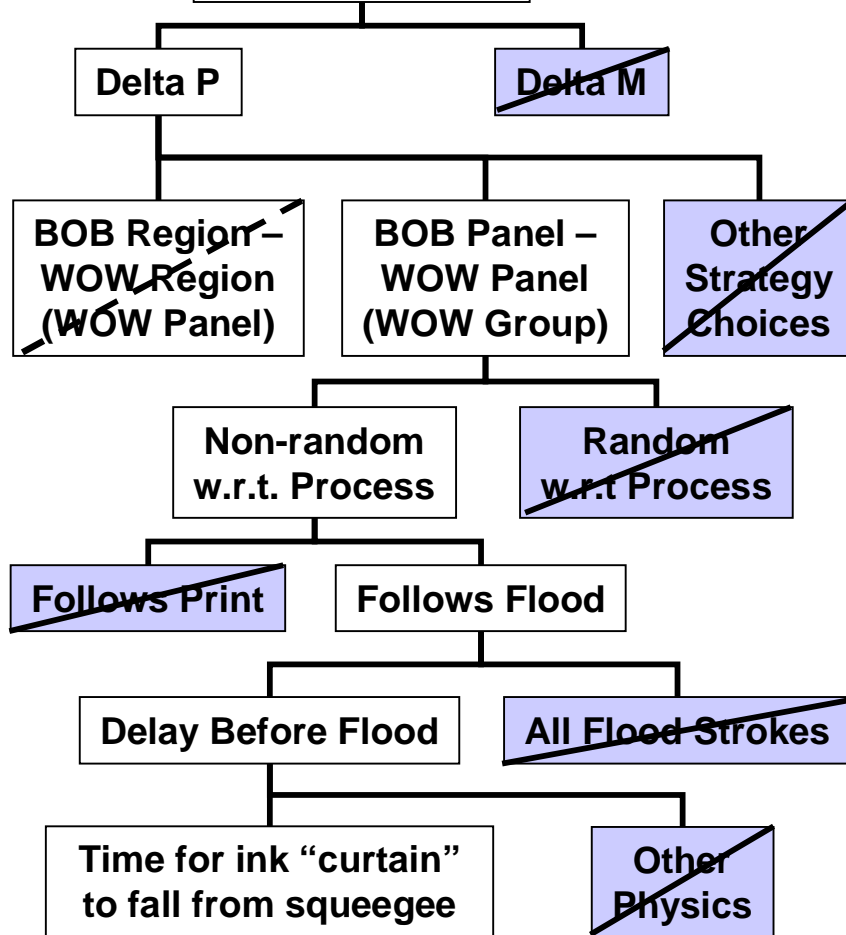 Delta P
Delta M
BOB Region –
WOW Region
(WOW Panel)
BOB Panel –
WOW Panel
(WOW Group)
Other
Strategy
Choices
Non-random
w.r.t. Process
Random
w.r.t Process
Follows Print
Follows Flood
Delay Before Flood
All Flood Strokes
Time for ink “curtain”
to fall from squeegee
Other
Physics